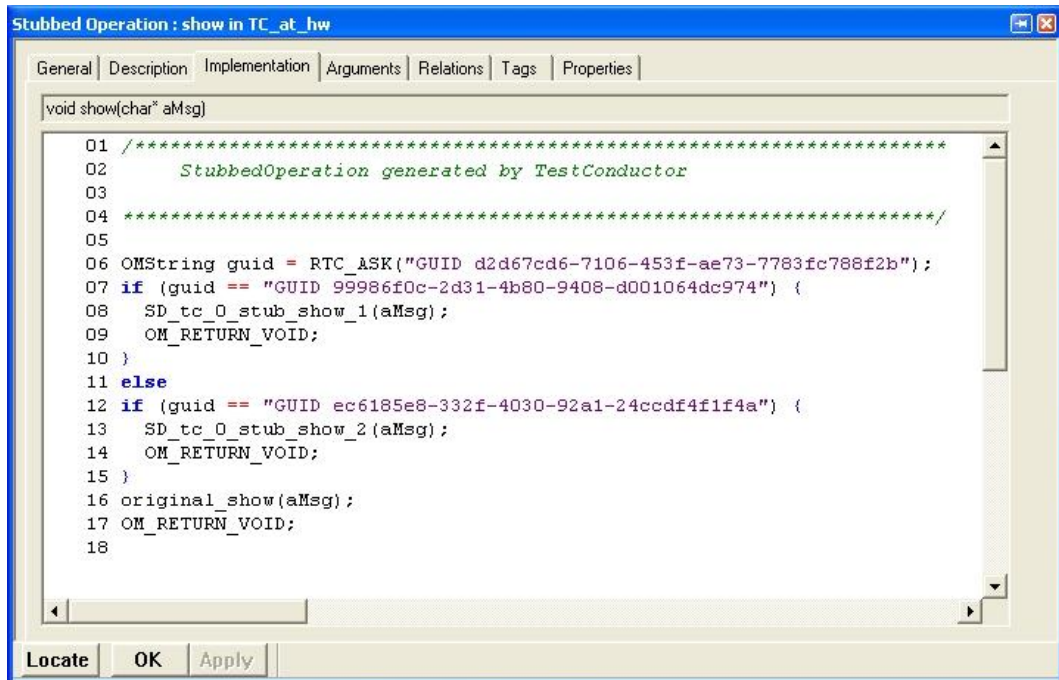 Stubbed Operation : show in TC_at_hw
General Description Implementation Arguments Relations Tags Properties
void show(char* aMsg)
01 /*********************************************************************
02      StubbedOperation generated by TestConductor
03
04 *********************************************************************/
05
06 OMString guid = RTC_ASK("GUID d2d67cd6-7106-453f-ae73-7783fc788f2b");
07 if (guid == "GUID 99986f0c-2d31-4b80-9408-d001064dc974") {
08   SD_tc_0_stub_show_1(aMsg);
09   OM_RETURN_VOID;
10 }
11 else
12 if (guid == "GUID ec6185e8-332f-4030-92a1-24ccdf4f1f4a") {
13   SD_tc_0_stub_show_2(aMsg);
14   OM_RETURN_VOID;
15 }
16 original_show(aMsg);
17 OM_RETURN_VOID;
18
Locate OK Apply